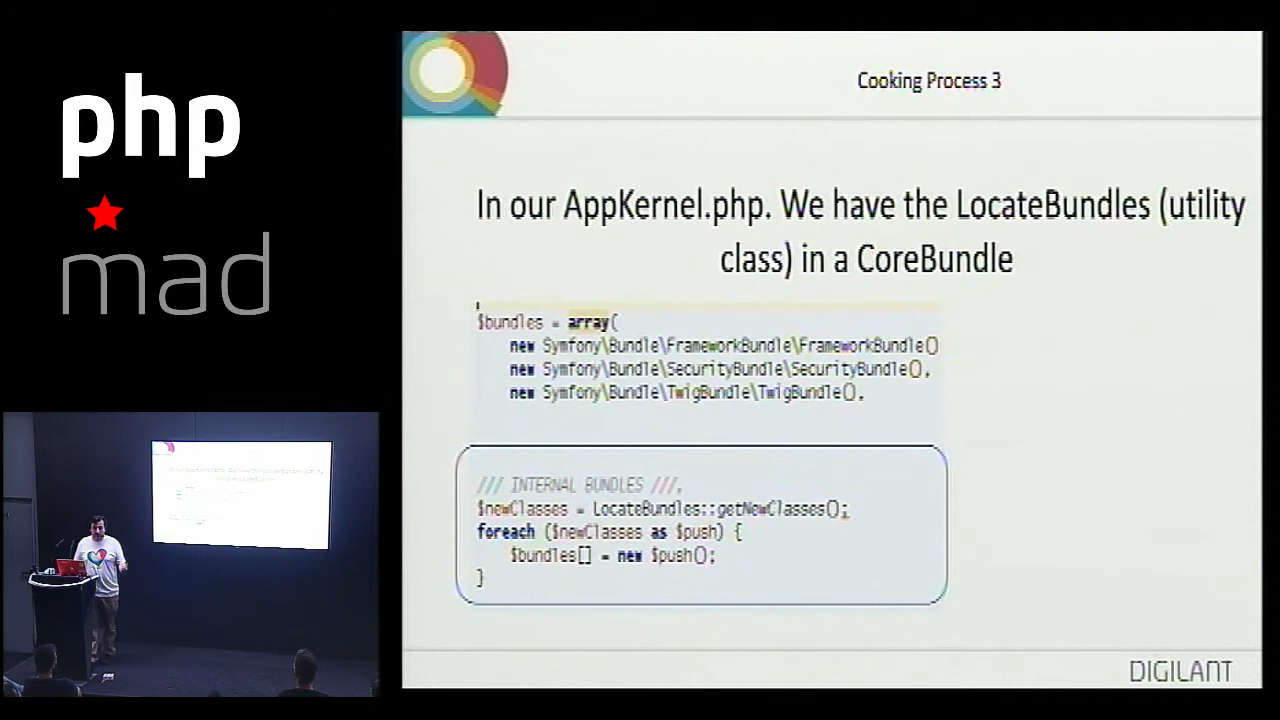 php
mad
Cooking Process 3
In our AppKernel.php. We have the LocateBundles (utility
class) in a CoreBundle
$bundles = array(
new Symfony\Bundle\FrameworkBundle\FrameworkBundle()
new Symfony\Bundle\SecurityBundle\SecurityBundle(),
new Symfony\Bundle\TwigBundle\TwigBundle(),
/// INTERNAL BUNDLES ///,
$newClasses = LocateBundles::getNewClasses();
foreach ($newClasses as $push) {
$bundles[] = new $push();
}
DIGILANT